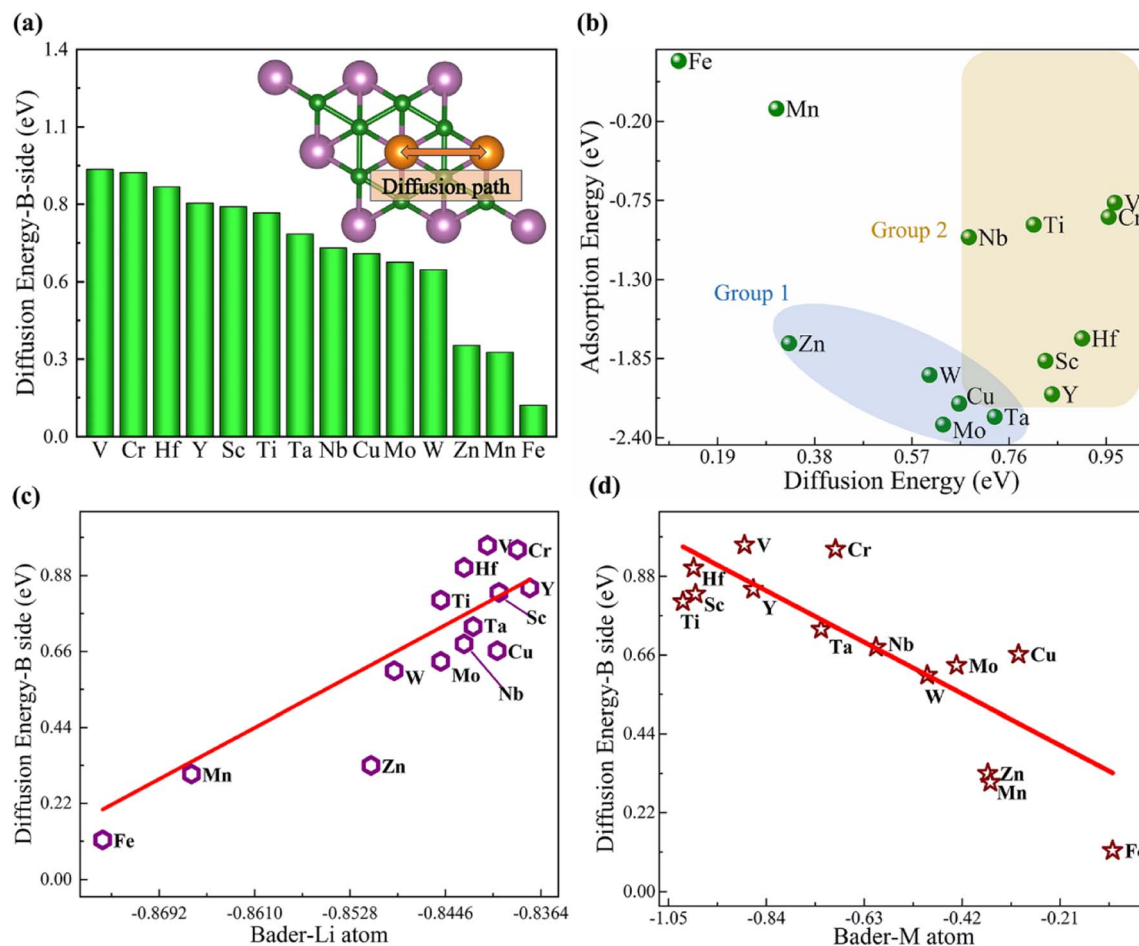 (a)
Diffusion Energy-B-side (eV)
1.4
1.1
0.8
0.6
0.3
0.0
Diffusion path
V Cr Hf Y Sc Ti Ta Nb Cu Mo W Zn Mn Fe
(b)
Adsorption Energy (eV)
-0.20
-0.75
-1.30
-1.85
-2.40
Fe
Mn
V
Cr
Ti
Nb
Group 2
Group 1
Zn
Hf
Sc
W
Y
Cu
Ta
Mo
0.19 0.38 0.57 0.76 0.95
Diffusion Energy (eV)
(c)
Diffusion Energy-B side (eV)
0.88
0.66
0.44
0.22
0.00
V
Cr
Hf
Y
Ti
Sc
Ta
Cu
Mo
W
Nb
Zn
Mn
Fe
-0.8692 -0.8610 -0.8528 -0.8446 -0.8364
Bader-Li atom
(d)
Diffusion Energy-B side (eV)
0.88
0.66
0.44
0.22
0.00
V
Cr
Hf
Sc
Ti
Y
Ta
Nb
Mo
Cu
W
Zn
Mn
Fe
-1.05 -0.84 -0.63 -0.42 -0.21
Bader-M atom